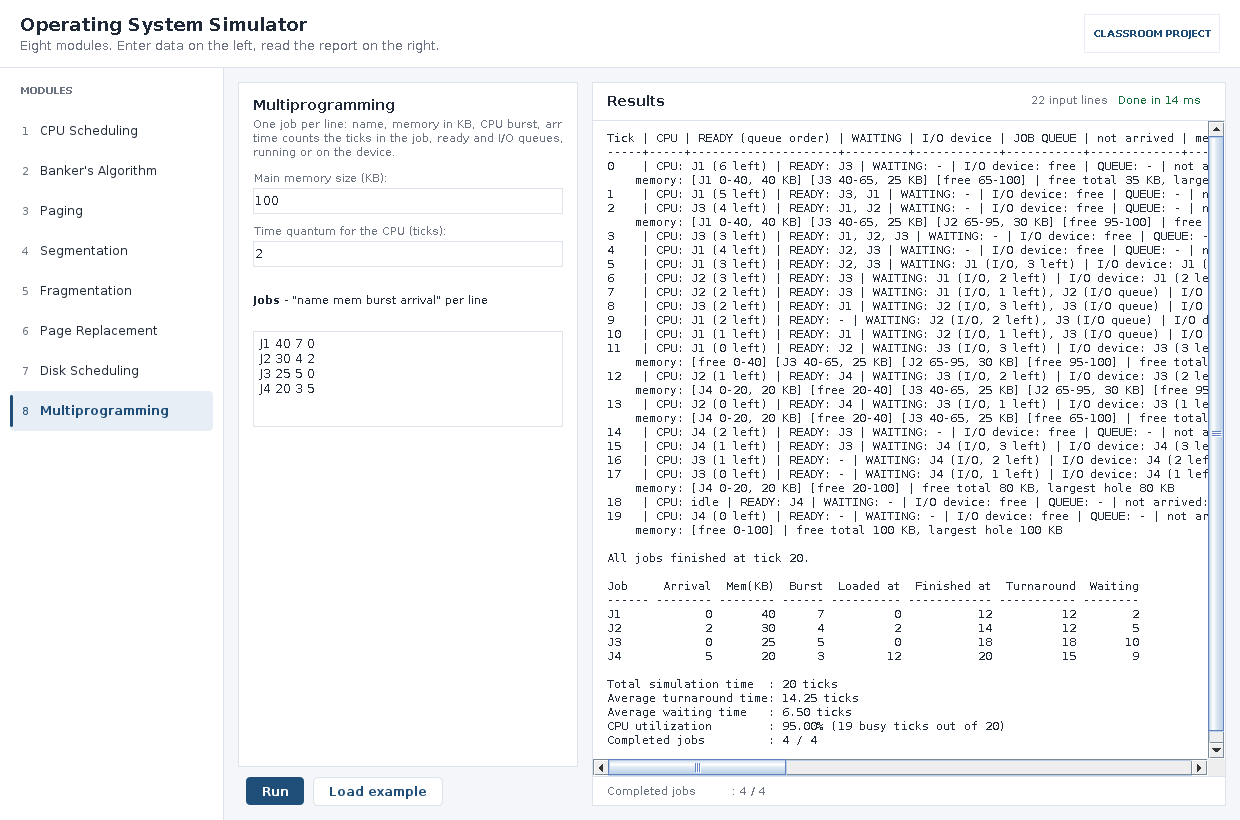 Operating System Simulator
Eight modules. Enter data on the left, read the report on the right.
CLASSROOM PROJECT
MODULES
1 CPU Scheduling
2 Banker's Algorithm
3 Paging
4 Segmentation
5 Fragmentation
6 Page Replacement
7 Disk Scheduling
8 Multiprogramming
Multiprogramming
One job per line: name, memory in KB, CPU burst, arr
time counts the ticks in the job, ready and I/O queues,
running or on the device.
Main memory size (KB):
100
Time quantum for the CPU (ticks):
2
Jobs - "name mem burst arrival" per line
J1 40 7 0
J2 30 4 2
J3 25 5 0
J4 20 3 5
Run
Load example
Results
22 input lines Done in 14 ms
Tick | CPU | READY (queue order) | WAITING | I/O device | JOB QUEUE | not arrived | me
-----+-----+---------------------+---------+------------+-----------+-------------+---
0 | CPU: J1 (6 left) | READY: J3 | WAITING: - | I/O device: free | QUEUE: - | not a
memory: [J1 0-40, 40 KB] [J3 40-65, 25 KB] [free 65-100] | free total 35 KB, large
1 | CPU: J1 (5 left) | READY: J3, J1 | WAITING: - | I/O device: free | QUEUE: - | n
2 | CPU: J3 (4 left) | READY: J1, J2 | WAITING: - | I/O device: free | QUEUE: - | n
memory: [J1 0-40, 40 KB] [J3 40-65, 25 KB] [J2 65-95, 30 KB] [free 95-100] | free
3 | CPU: J3 (3 left) | READY: J1, J2, J3 | WAITING: - | I/O device: free | QUEUE: -
4 | CPU: J1 (4 left) | READY: J2, J3 | WAITING: - | I/O device: free | QUEUE: - | n
5 | CPU: J1 (3 left) | READY: J2, J3 | WAITING: J1 (I/O, 3 left) | I/O device: J1 (
6 | CPU: J2 (3 left) | READY: J3 | WAITING: J1 (I/O, 2 left) | I/O device: J1 (2 le
7 | CPU: J2 (2 left) | READY: J3 | WAITING: J1 (I/O, 1 left), J2 (I/O queue) | I/O
8 | CPU: J3 (2 left) | READY: J1 | WAITING: J2 (I/O, 3 left) | I/O device: J2 (3 le
9 | CPU: J1 (2 left) | READY: - | WAITING: J2 (I/O, 2 left), J3 (I/O queue) | I/O d
10 | CPU: J1 (1 left) | READY: J1 | WAITING: J2 (I/O, 1 left), J3 (I/O queue) | I/O
11 | CPU: J1 (0 left) | READY: J2 | WAITING: J3 (I/O, 3 left) | I/O device: J3 (3 le
memory: [free 0-40] [J3 40-65, 25 KB] [J2 65-95, 30 KB] [free 95-100] | free total
12 | CPU: J2 (1 left) | READY: J4 | WAITING: J3 (I/O, 2 left) | I/O device: J3 (2 le
memory: [J4 0-20, 20 KB] [free 20-40] [J3 40-65, 25 KB] [J2 65-95, 30 KB] [free 95
13 | CPU: J2 (0 left) | READY: J4 | WAITING: J3 (I/O, 1 left) | I/O device: J3 (1 le
memory: [J4 0-20, 20 KB] [free 20-40] [J3 40-65, 25 KB] [free 65-100] | free total
14 | CPU: J4 (2 left) | READY: J3 | WAITING: - | I/O device: free | QUEUE: - | not a
15 | CPU: J4 (1 left) | READY: J3 | WAITING: J4 (I/O, 3 left) | I/O device: J4 (3 le
16 | CPU: J3 (1 left) | READY: - | WAITING: J4 (I/O, 2 left) | I/O device: J4 (2 lef
17 | CPU: J3 (0 left) | READY: - | WAITING: J4 (I/O, 1 left) | I/O device: J4 (1 lef
memory: [J4 0-20, 20 KB] [free 20-100] | free total 80 KB, largest hole 80 KB
18 | CPU: idle | READY: J4 | WAITING: - | I/O device: free | QUEUE: - | not arrived:
19 | CPU: J4 (0 left) | READY: - | WAITING: - | I/O device: free | QUEUE: - | not ar
memory: [free 0-100] | free total 100 KB, largest hole 100 KB
All jobs finished at tick 20.
Job Arrival Mem(KB) Burst Loaded at Finished at Turnaround Waiting
------ -------- ------- ------ ---------- ------------ ----------- --------
J1 0 40 7 0 12 12 2
J2 2 30 4 2 14 12 5
J3 0 25 5 0 18 18 10
J4 5 20 3 12 20 15 9
Total simulation time : 20 ticks
Average turnaround time: 14.25 ticks
Average waiting time : 6.50 ticks
CPU utilization : 95.00% (19 busy ticks out of 20)
Completed jobs : 4 / 4
Completed jobs : 4 / 4